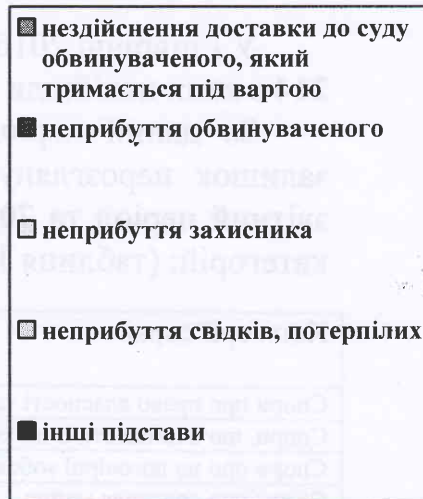 нездійснення доставки до суду
обвинуваченого, який
тримається під вартою
неприбуття обвинуваченого
неприбуття захисника
неприбуття свідків, потерпілих
інші підстави